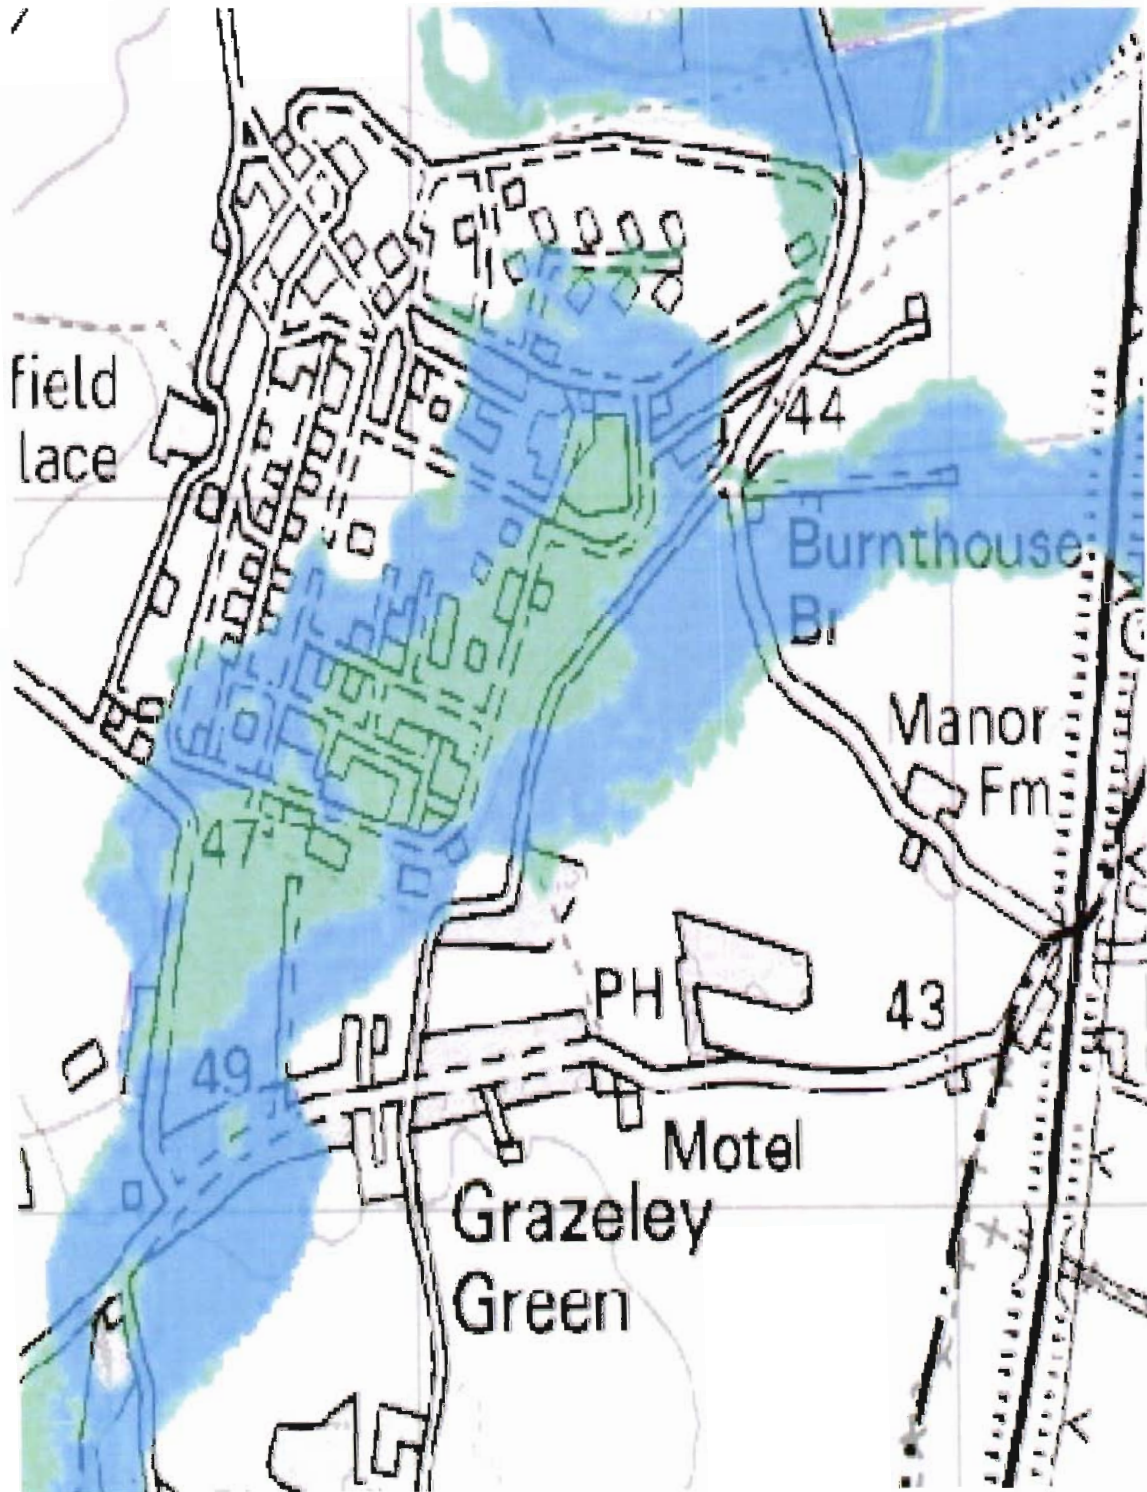 field
lace
44
Burnthouse
Br
Manor
Fm
47
PH
43
49
Motel
Grazeley
Green